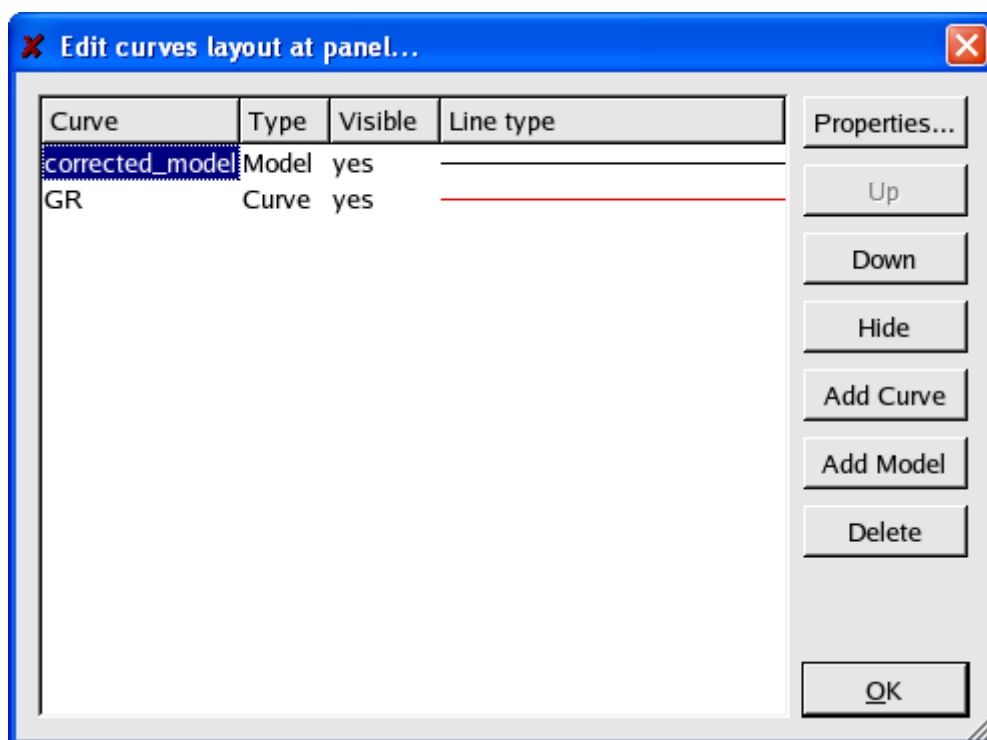 Edit curves layout at panel...
Curve Type Visible Line type
corrected_model Model yes
GR Curve yes
Properties...
Up
Down
Hide
Add Curve
Add Model
Delete
OK